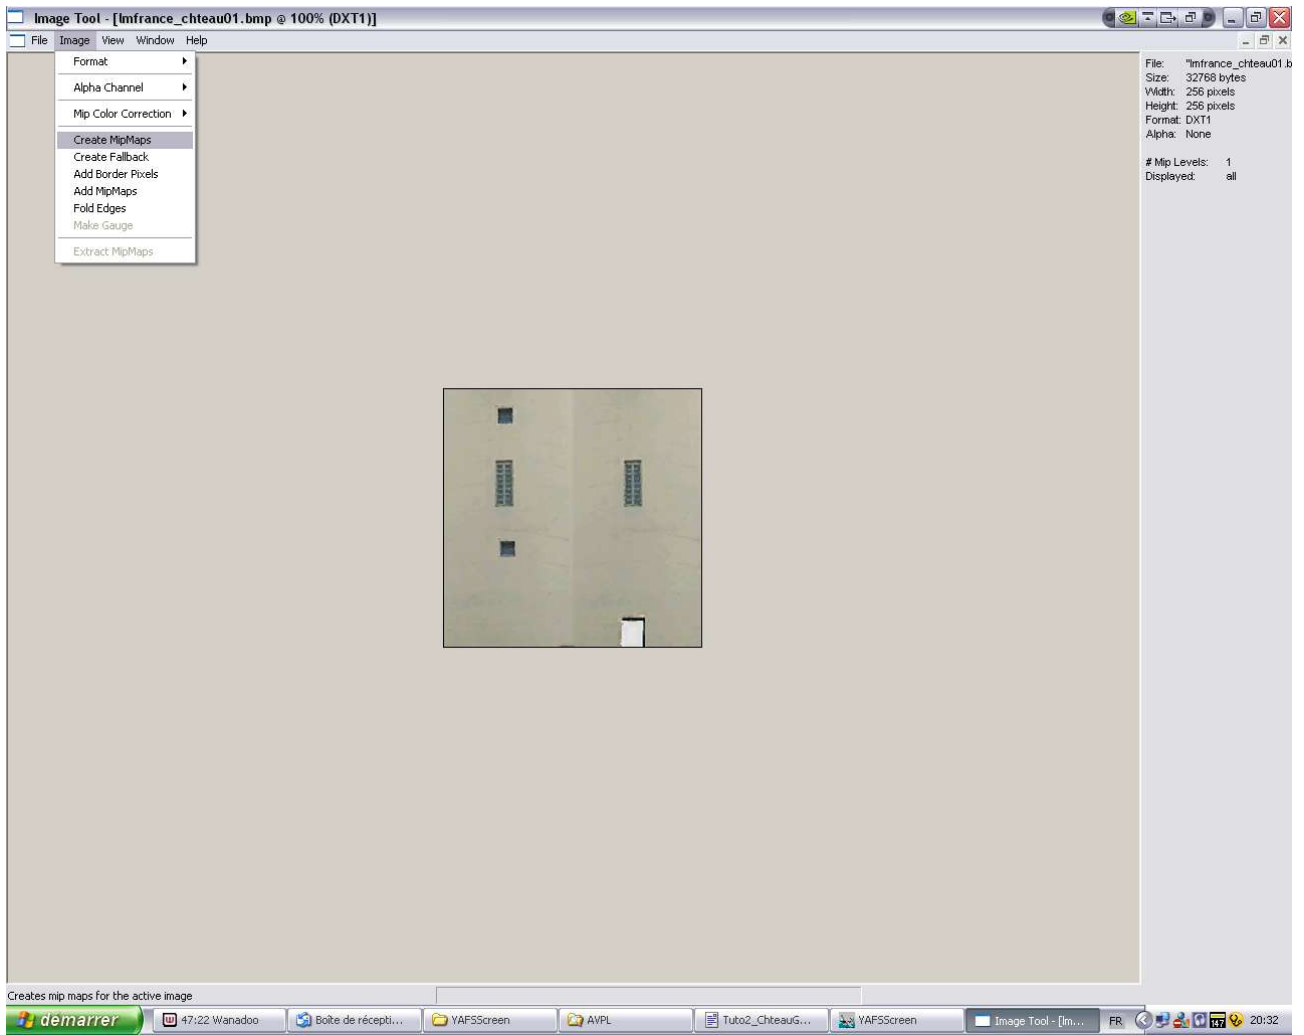 Image Tool - [lmfrance_chteau01.bmp @ 100% (DXT1)]
File Image View Window Help
Format
Alpha Channel
Mip Color Correction
Create MipMaps
Create Fallback
Add Border Pixels
Add MipMaps
Fold Edges
Make Gauge
Extract MipMaps
File: "lmfrance_chteau01.b
Size: 32768 bytes
Width: 256 pixels
Height: 256 pixels
Format: DXT1
Alpha: None
# Mip Levels: 1
Displayed: all
Creates mip maps for the active image
démarrer 47:22 Wanadoo Boîte de récepti... YAFSScreen AVPL Tuto2_ChteauG... YAFSScreen Image Tool - [lm... FR 147 20:32